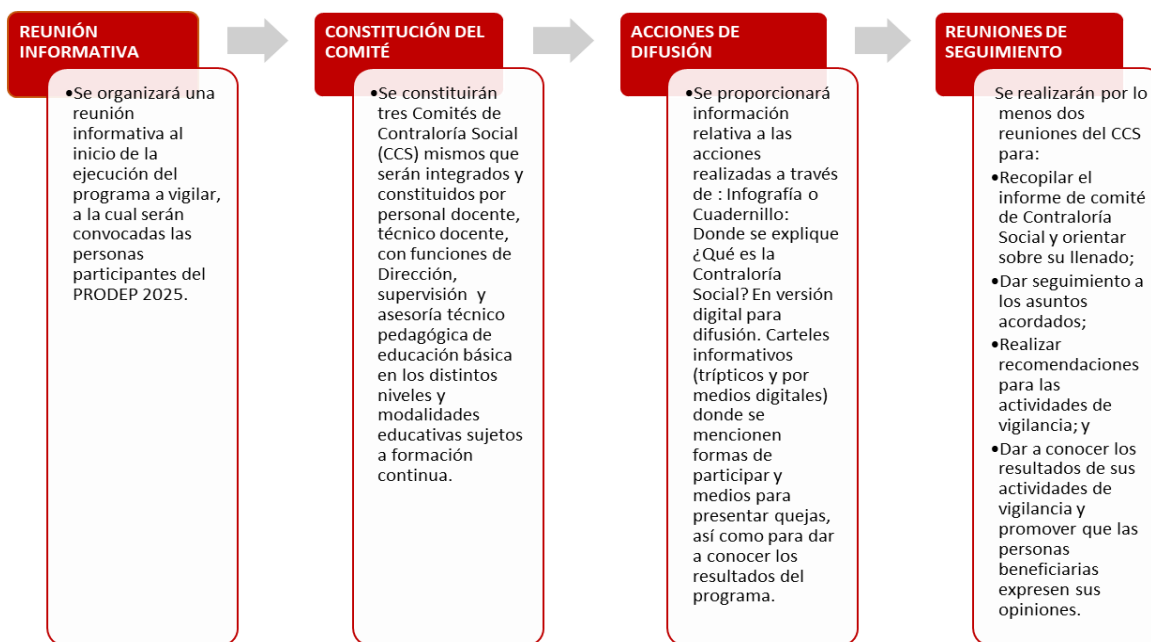 REUNIÓN
INFORMATIVA
•Se organizará una
reunión
informativa al
inicio de la
ejecución del
programa a vigilar,
a la cual serán
convocadas las
personas
participantes del
PRODEP 2025.
CONSTITUCIÓN DEL
COMITÉ
•Se constituirán
tres Comités de
Contraloría Social
(CCS) mismos que
serán integrados y
constituidos por
personal docente,
técnico docente,
con funciones de
Dirección,
supervisión y
asesoría técnico
pedagógica de
educación básica
en los distintos
niveles y
modalidades
educativas sujetos
a formación
continua.
ACCIONES DE
DIFUSIÓN
•Se proporcionará
información
relativa a las
acciones
realizadas a través
de : Infografía o
Cuadernillo:
Donde se explique
¿Qué es la
Contraloría
Social? En versión
digital para
difusión. Carteles
informativos
(trípticos y por
medios digitales)
donde se
mencionen
formas de
participar y
medios para
presentar quejas,
así como para dar
a conocer los
resultados del
programa.
REUNIONES DE
SEGUIMIENTO
Se realizarán por lo
menos dos
reuniones del CCS
para:
•Recopilar el
informe de comité
de Contraloría
Social y orientar
sobre su llenado;
•Dar seguimiento a
los asuntos
acordados;
•Realizar
recomendaciones
para las
actividades de
vigilancia; y
•Dar a conocer los
resultados de sus
actividades de
vigilancia y
promover que las
personas
beneficiarias
expresen sus
opiniones.